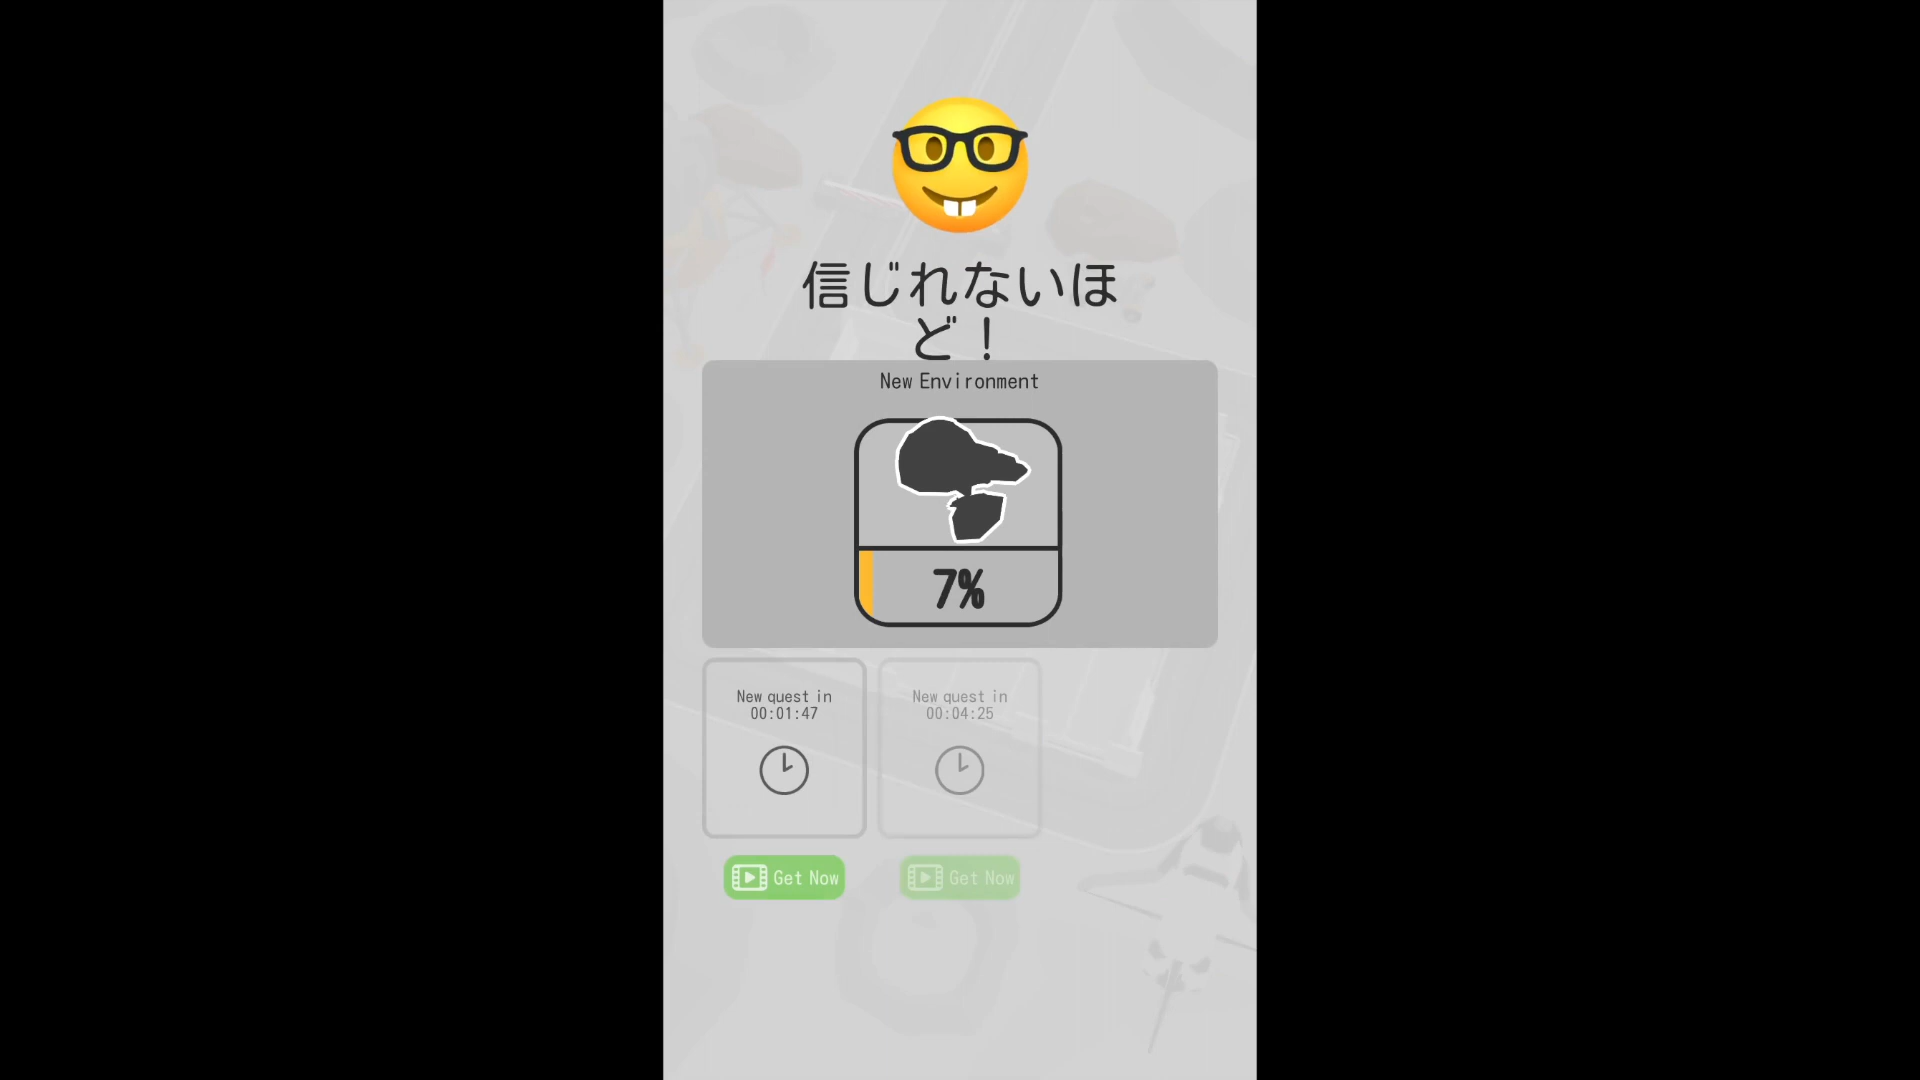 信じれないほ
ど！
New Environment
7%
New quest in
00:01:47
New quest in
00:04:25
Get Now
Get Now